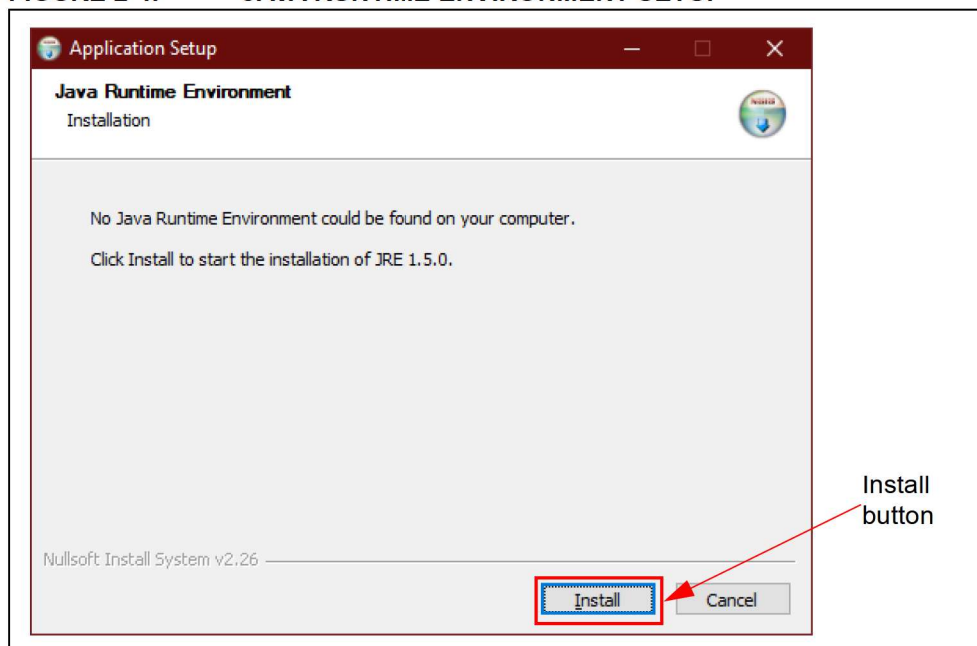 Application Setup
Java Runtime Environment
Installation
No Java Runtime Environment could be found on your computer.
Click Install to start the installation of JRE 1.5.0.
Install
button
Nullsoft Install System v2.26
Install
Cancel